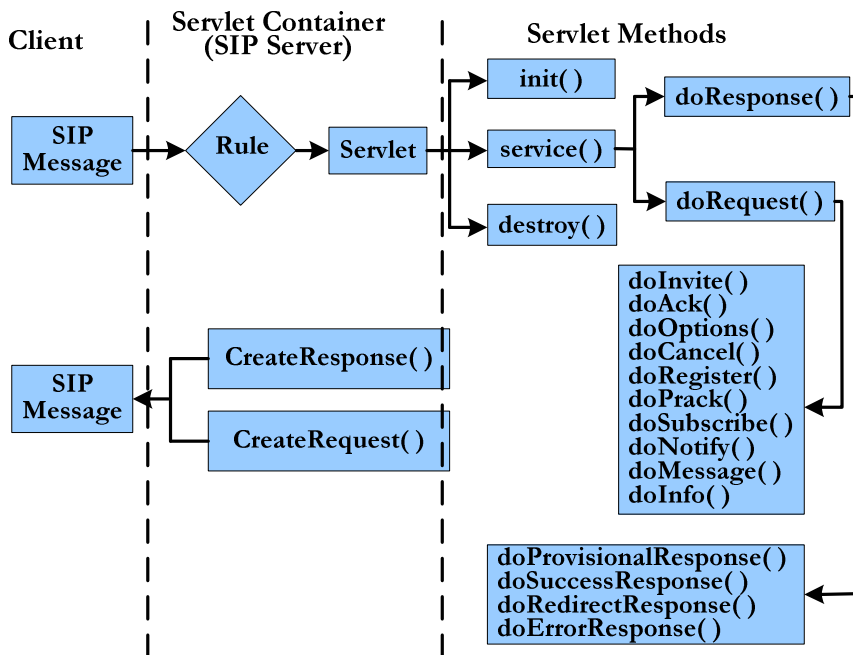 Client
Servlet Container
(SIP Server)
Servlet Methods
SIP
Message
Rule
Servlet
init( )
service( )
destroy( )
doResponse( )
doRequest( )
doInvite( )
doAck( )
doOptions( )
doCancel( )
doRegister( )
doPrack( )
doSubscribe( )
doNotify( )
doMessage( )
doInfo( )
SIP
Message
CreateResponse( )
CreateRequest( )
doProvisionalResponse( )
doSuccessResponse( )
doRedirectResponse( )
doErrorResponse( )